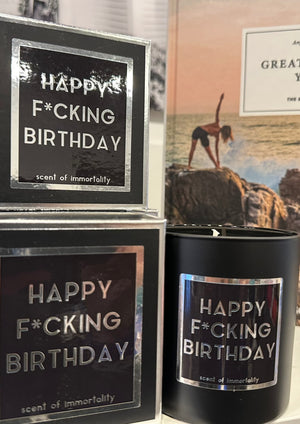 HAPPY
F*CKING
BIRTHDAY
scent of immortality
GREAT
Y
THE
HAPPY
F*CKING
BIRTHDAY
scent of immortality
HAPPY
F*CKING
BIRTHDAY
scent of immortality